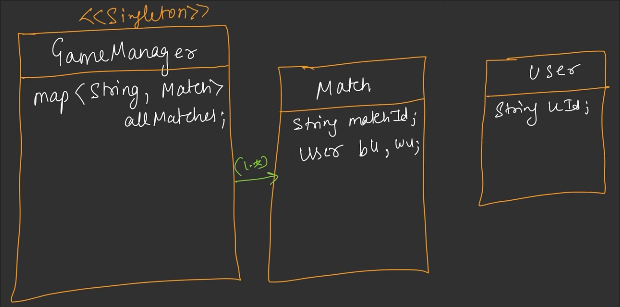 <<Singleton>>
GameManager
map<String, Match>
allMatches;
(1..*)
Match
String matchId;
User bu, wu;
User
String uId;